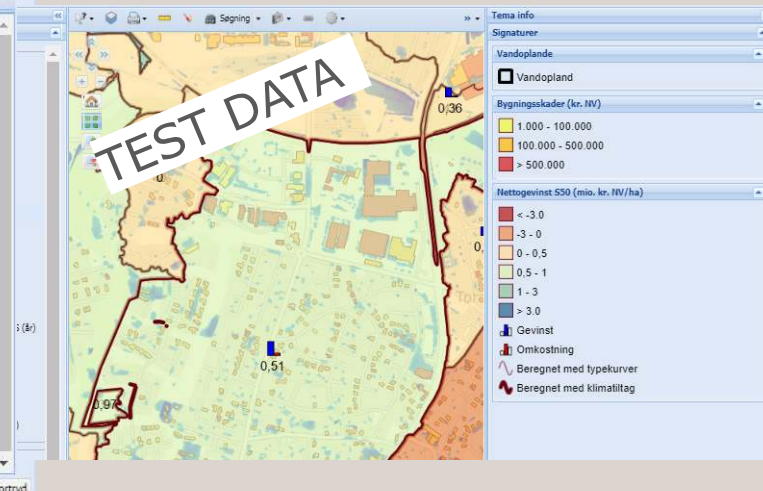 Søgning
Tema info
Signaturer
Vandoplande
Vandopland
Bygningsskader (kr. NV)
1.000 - 100.000
100.000 - 500.000
> 500.000
Nettogevinst S50 (mio. kr. NV/ha)
< -3.0
-3 - 0
0 - 0,5
0,5 - 1
1 - 3
> 3.0
Gevinst
Omkostning
Beregnet med typekurver
Beregnet med klimatiltag
TEST DATA
0,36
0,51
0,97
(år)